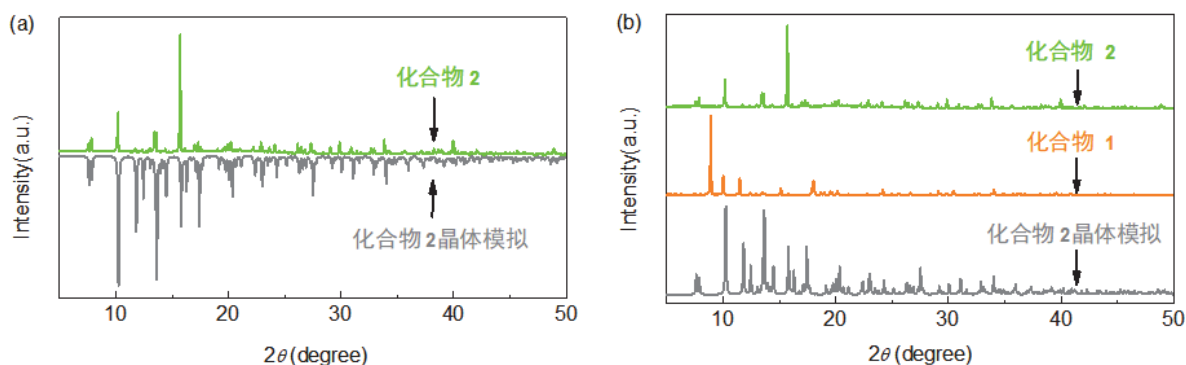 (a)
Intensity( a.u.)
化合物 2
化合物 2晶体模拟
10 20 30 40 50
2θ (degree)
(b)
Intensity( a.u.)
化合物 2
化合物 1
化合物 2晶体模拟
10 20 30 40 50
2θ (degree)